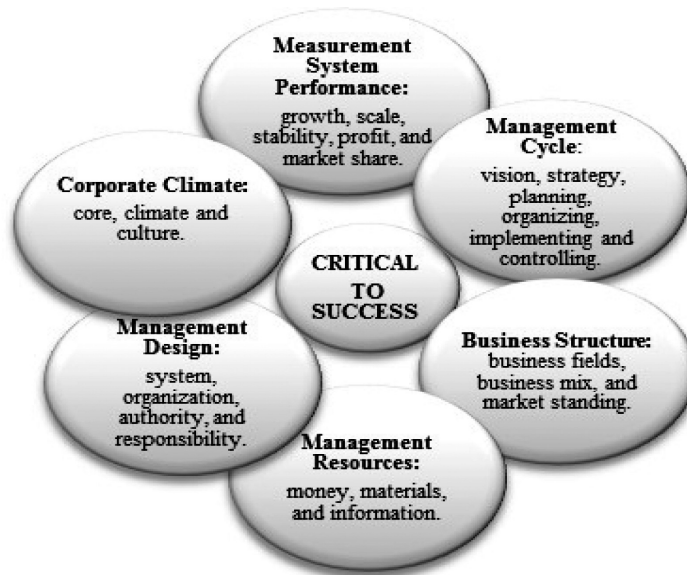 Measurement
System
Performance:
growth, scale,
stability, profit, and
market share.
Management
Cycle:
vision, strategy,
planning,
organizing,
implementing and
controlling.
Corporate Climate:
core, climate and
culture.
CRITICAL
TO
SUCCESS
Business Structure:
business fields,
business mix, and
market standing.
Management
Design:
system,
organization,
authority, and
responsibility.
Management
Resources:
money, materials,
and information.